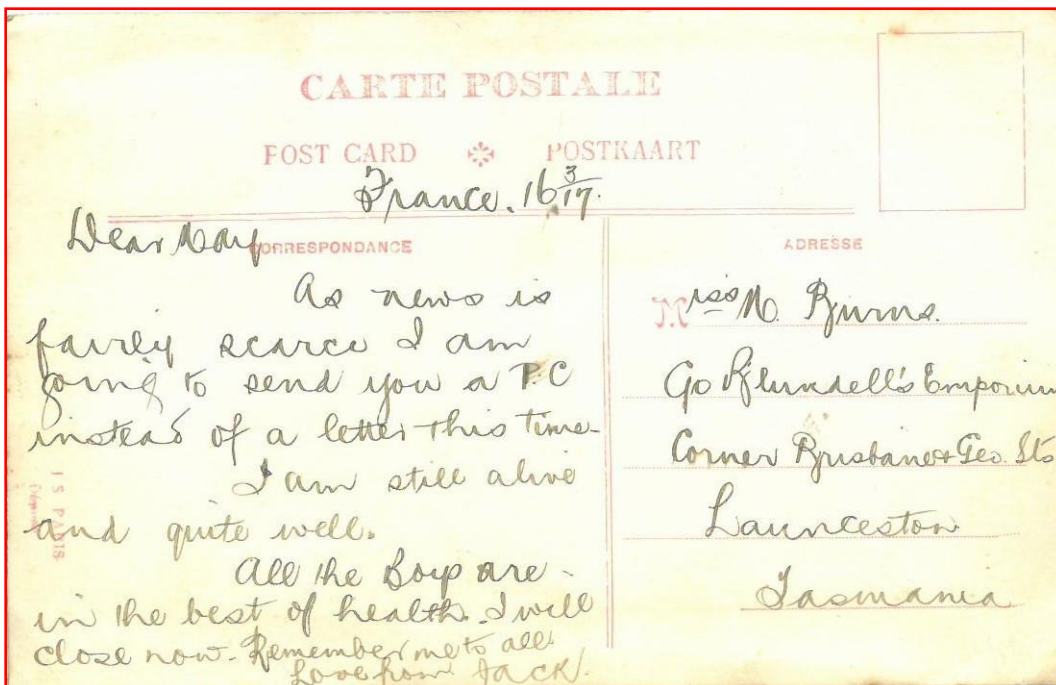 CARTE POSTALE
POST CARD POSTKAART
France. 16 3/17.
Dear May
CORRESPONDANCE
As news is
fairly scarce I am
going to send you a P.C
instead of a letter this time.
I am still alive
and quite well.
All the Boys are
in the best of health. I will
close now. Remember me to all
Love from JACK.
I S PARIS
ADRESSE
Miss M. Burns.
C/o Blundell's Emporium
Corner Brisbane & Geo. Sts
Launceston
Tasmania